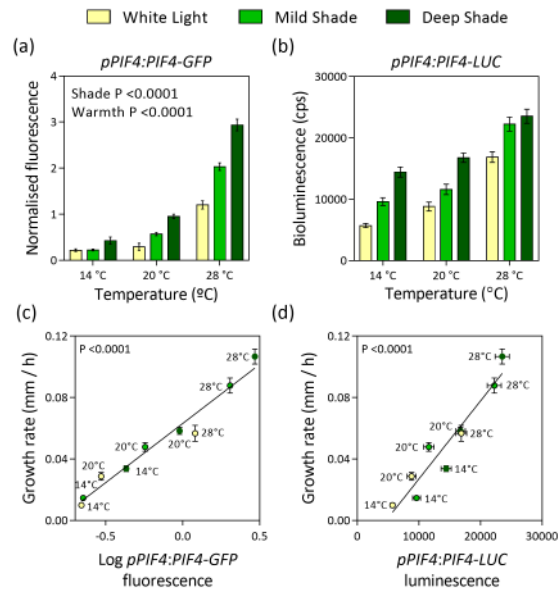 White Light Mild Shade Deep Shade
(a) pPIF4:PIF4-GFP
Shade P <0.0001
Warmth P <0.0001
Normalised fluorescence
4
3
2
1
0
14 °C 20 °C 28 °C
Temperature (ºC)
(b) pPIF4:PIF4-LUC
Bioluminescence (cps)
30000
20000
10000
0
14 °C 20 °C 28 °C
Temperature (°C)
(c)
P <0.0001
Growth rate (mm / h)
0.12
0.08
0.04
0.00
28°C
28°C
20°C
20°C
28°C
20°C
14°C
14°C
14°C
-0.5 0.0 0.5
Log pPIF4:PIF4-GFP
fluorescence
(d)
P <0.0001
Growth rate (mm / h)
0.12
0.08
0.04
0.00
28°C
28°C
20°C
28°C
20°C
20°C
14°C
14°C
14°C
0 10000 20000 30000
pPIF4:PIF4-LUC
luminescence